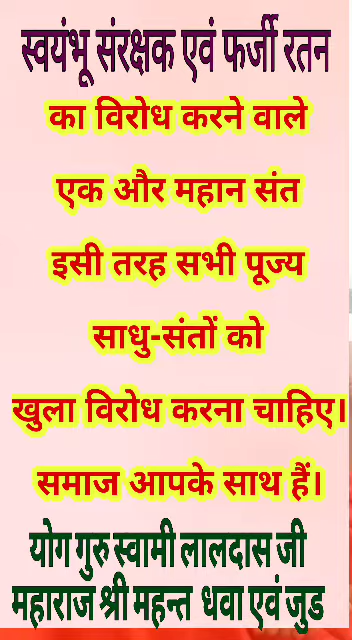 स्वयंभू संरक्षक एवं फर्जी रतन
का विरोध करने वाले
एक और महान संत
इसी तरह सभी पूज्य
साधु-संतों को
खुला विरोध करना चाहिए।
समाज आपके साथ हैं।
योग गुरु स्वामी लालदास जी
महाराज श्री महन्त धवा एवं जुड